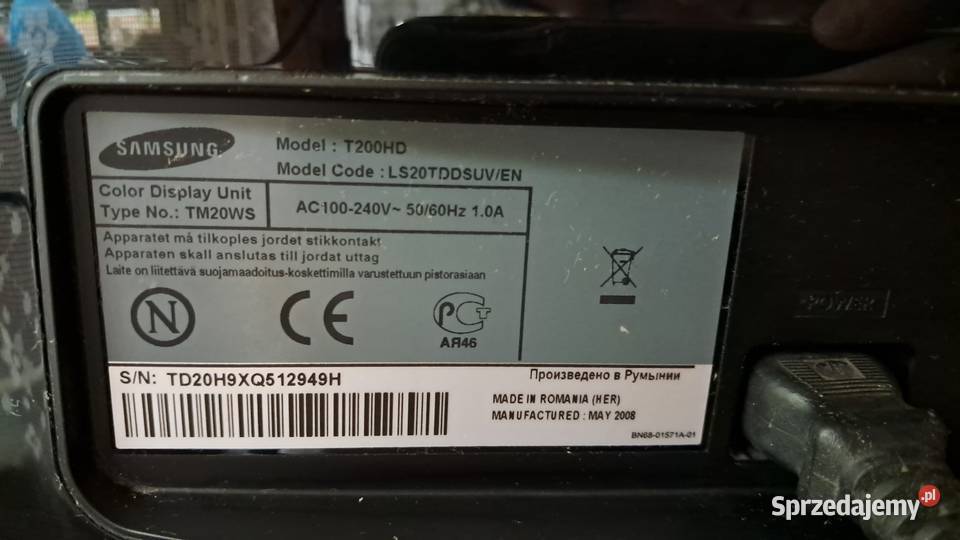 SAMSUNG
Model : T200HD
Model Code : LS20TDDSUV/EN
Color Display Unit
Type No.: TM20WS
AC100-240V~ 50/60Hz 1.0A
Apparatet må tilkoples jordet stikkontakt
Apparaten skall anslutas till jordat uttag
Laite on liitettävä suojamaadoitus-koskettimilla varustettuun pistorasiaan
N
CE
РСТ
АЯ46
POWER
S/N: TD20H9XQ512949H
Произведено в Румынии
MADE IN ROMANIA (HER)
MANUFACTURED : MAY 2008
BN68-01571A-01
Sprzedajemy.pl